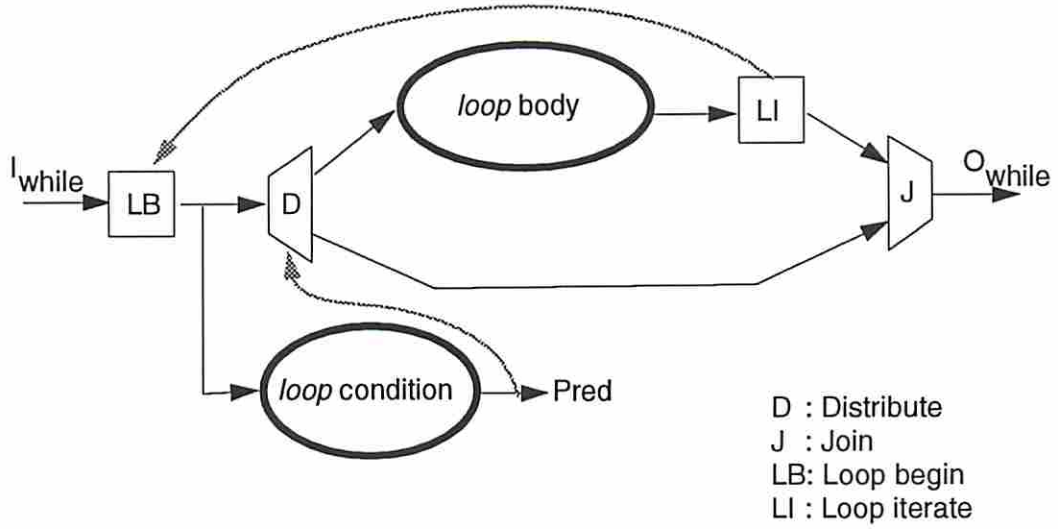 loop body
LI
I while
LB
D
J
O while
loop condition
Pred
D : Distribute
J : Join
LB: Loop begin
LI : Loop iterate